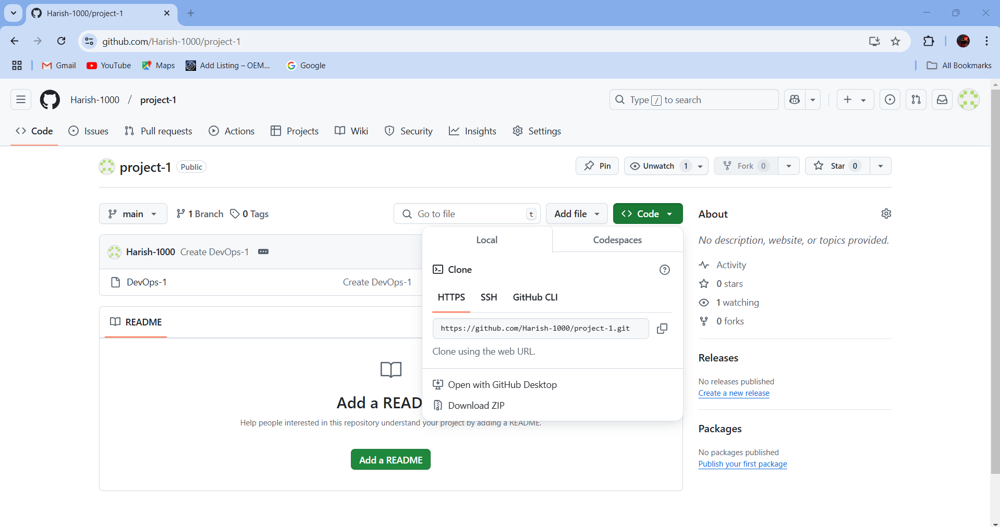 Harish-1000/project-1
github.com/Harish-1000/project-1
Gmail YouTube Maps Add Listing – OEM... Google All Bookmarks
Harish-1000 / project-1 Type / to search
Code Issues Pull requests Actions Projects Wiki Security Insights Settings
project-1 Public Pin Unwatch 1 Fork 0 Star 0
main 1 Branch 0 Tags Go to file t Add file Code
Harish-1000 Create DevOps-1
DevOps-1 Create DevOps-1
README
Add a READ
Help people interested in this repository understand your project by adding a README.
Add a README
Local Codespaces
Clone
HTTPS SSH GitHub CLI
https://github.com/Harish-1000/project-1.git
Clone using the web URL.
Open with GitHub Desktop
Download ZIP
About
No description, website, or topics provided.
Activity
0 stars
1 watching
0 forks
Releases
No releases published
Create a new release
Packages
No packages published
Publish your first package